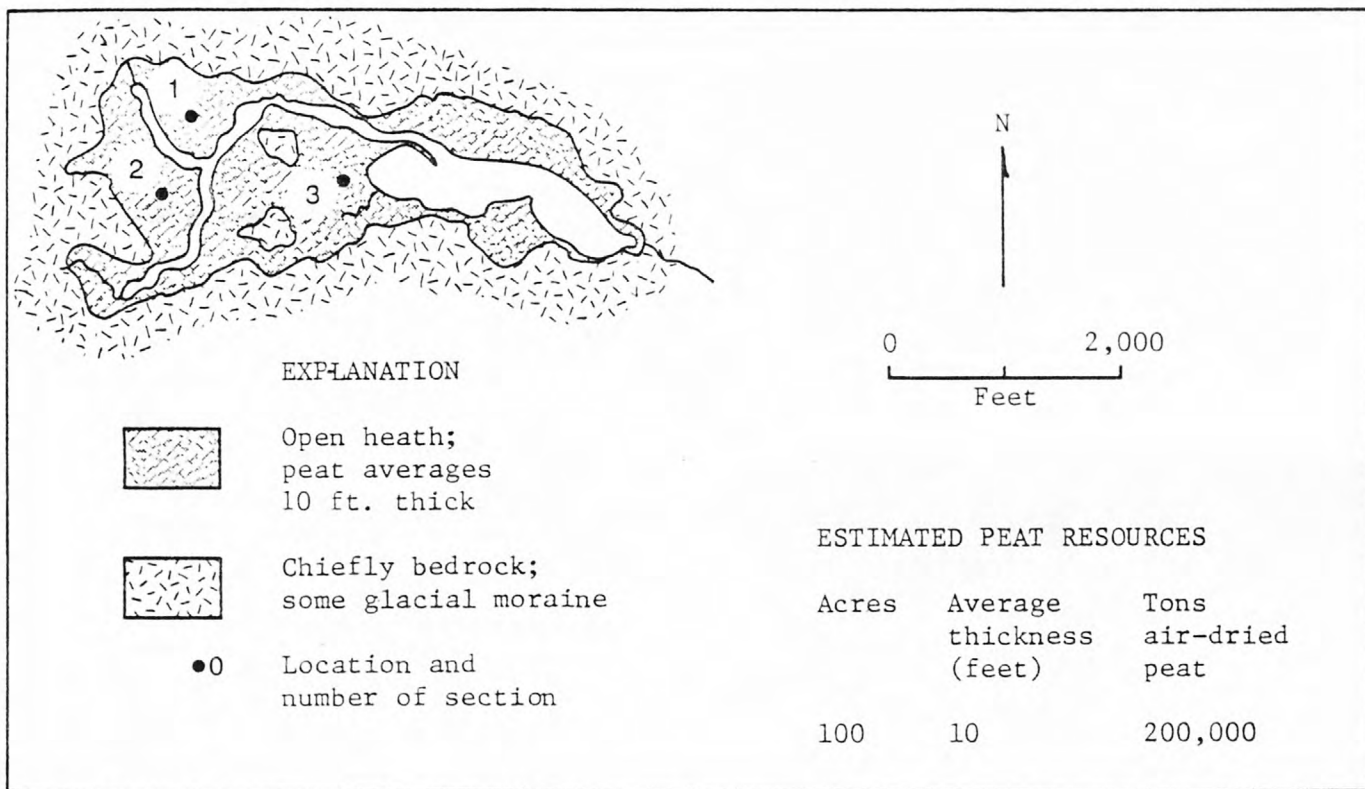 1
2
3
N
0 2,000
Feet
EXPLANATION
Open heath;
peat averages
10 ft. thick
Chiefly bedrock;
some glacial moraine
0 Location and
number of section
ESTIMATED PEAT RESOURCES
Acres Average Tons
thickness air-dried
(feet) peat
100 10 200,000